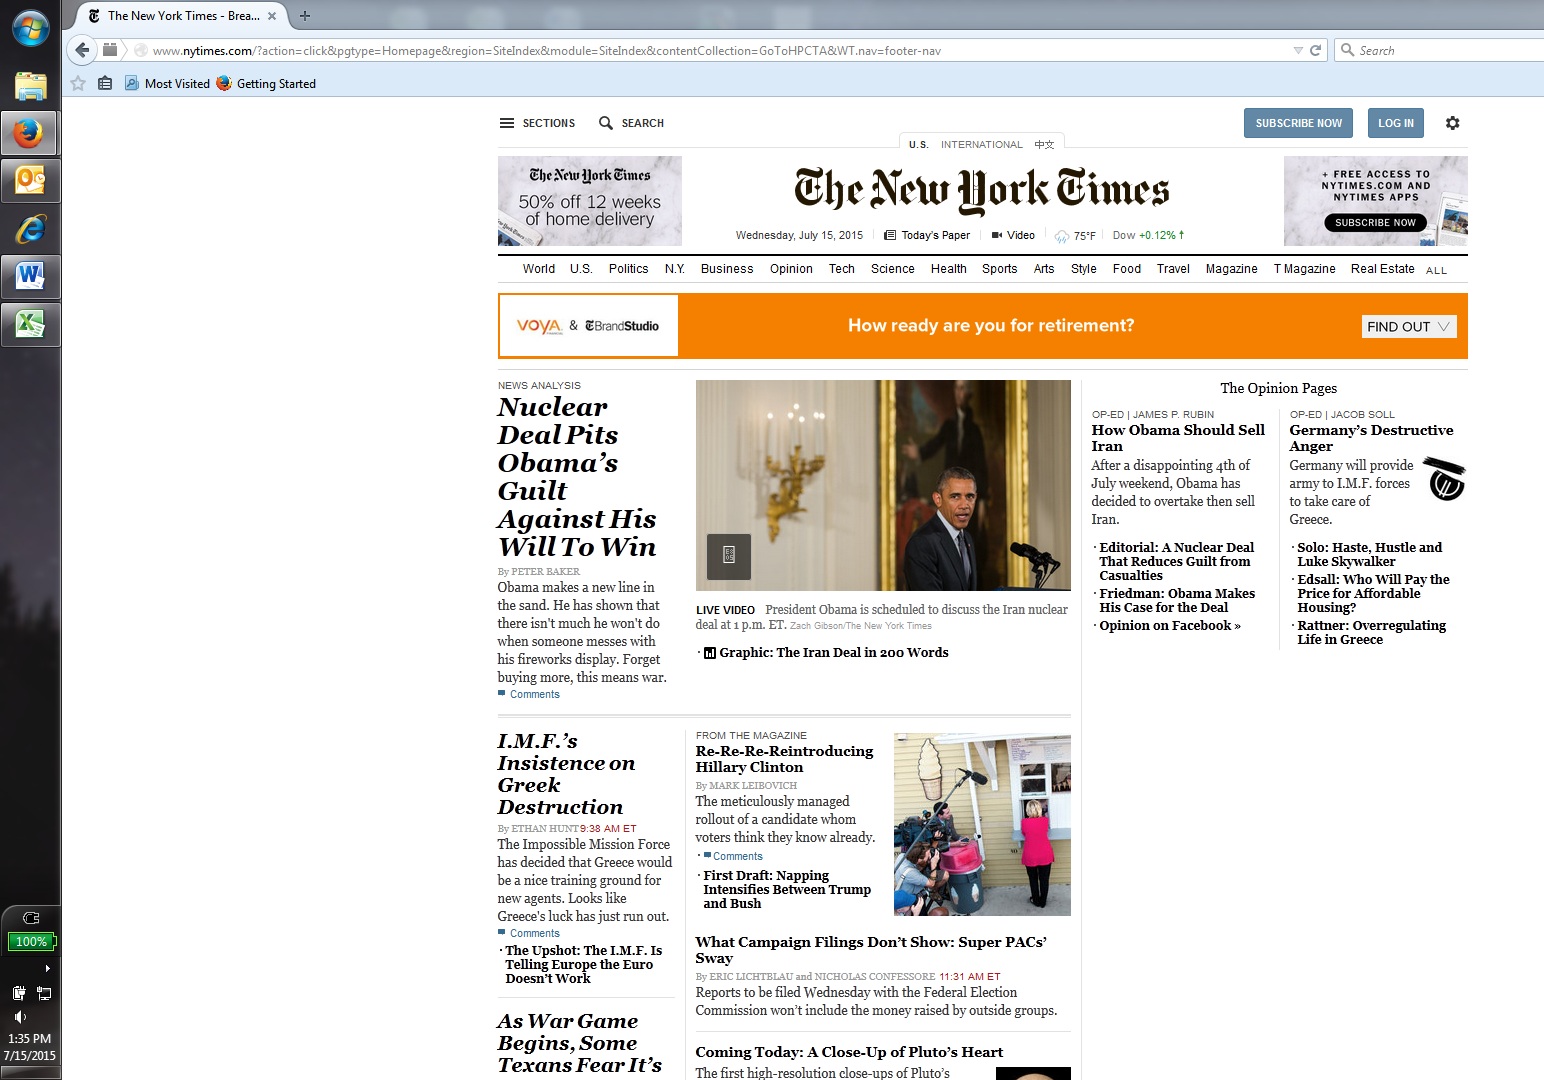 The New York Times - Brea...
www.nytimes.com/?action=click&pgtype=Homepage&region=SiteIndex&module=SiteIndex&contentCollection=GoToHPCTA&WT.nav=footer-nav
Search
Most Visited
Getting Started
SECTIONS
SEARCH
SUBSCRIBE NOW
LOG IN
U.S.
INTERNATIONAL
中文
The New York Times
50% off 12 weeks
of home delivery
The New York Times
+ FREE ACCESS TO
NYTIMES.COM AND
NYTIMES APPS
SUBSCRIBE NOW
Wednesday, July 15, 2015
Today's Paper
Video
75°F
Dow +0.12% ↑
World U.S. Politics N.Y. Business Opinion Tech Science Health Sports Arts Style Food Travel Magazine T Magazine Real Estate ALL
VOYA FINANCIAL & T BrandStudio
How ready are you for retirement?
FIND OUT
NEWS ANALYSIS
Nuclear
Deal Pits
Obama's
Guilt
Against His
Will To Win
By PETER BAKER
Obama makes a new line in
the sand. He has shown that
there isn't much he won't do
when someone messes with
his fireworks display. Forget
buying more, this means war.
Comments
LIVE VIDEO President Obama is scheduled to discuss the Iran nuclear
deal at 1 p.m. ET. Zach Gibson/The New York Times
· Graphic: The Iran Deal in 200 Words
The Opinion Pages
OP-ED | JAMES P. RUBIN
How Obama Should Sell
Iran
After a disappointing 4th of
July weekend, Obama has
decided to overtake then sell
Iran.
· Editorial: A Nuclear Deal
That Reduces Guilt from
Casualties
· Friedman: Obama Makes
His Case for the Deal
· Opinion on Facebook »
OP-ED | JACOB SOLL
Germany's Destructive
Anger
Germany will provide
army to I.M.F. forces
to take care of
Greece.
· Solo: Haste, Hustle and
Luke Skywalker
· Edsall: Who Will Pay the
Price for Affordable
Housing?
· Rattner: Overregulating
Life in Greece
I.M.F.'s
Insistence on
Greek
Destruction
By ETHAN HUNT 9:38 AM ET
The Impossible Mission Force
has decided that Greece would
be a nice training ground for
new agents. Looks like
Greece's luck has just run out.
Comments
· The Upshot: The I.M.F. Is
Telling Europe the Euro
Doesn't Work
As War Game
Begins, Some
Texans Fear It's
FROM THE MAGAZINE
Re-Re-Re-Reintroducing
Hillary Clinton
By MARK LEIBOVICH
The meticulously managed
rollout of a candidate whom
voters think they know already.
· Comments
· First Draft: Napping
Intensifies Between Trump
and Bush
What Campaign Filings Don't Show: Super PACs'
Sway
By ERIC LICHTBLAU and NICHOLAS CONFESSORE 11:31 AM ET
Reports to be filed Wednesday with the Federal Election
Commission won't include the money raised by outside groups.
Coming Today: A Close-Up of Pluto's Heart
The first high-resolution close-ups of Pluto's
100%
1:35 PM
7/15/2015